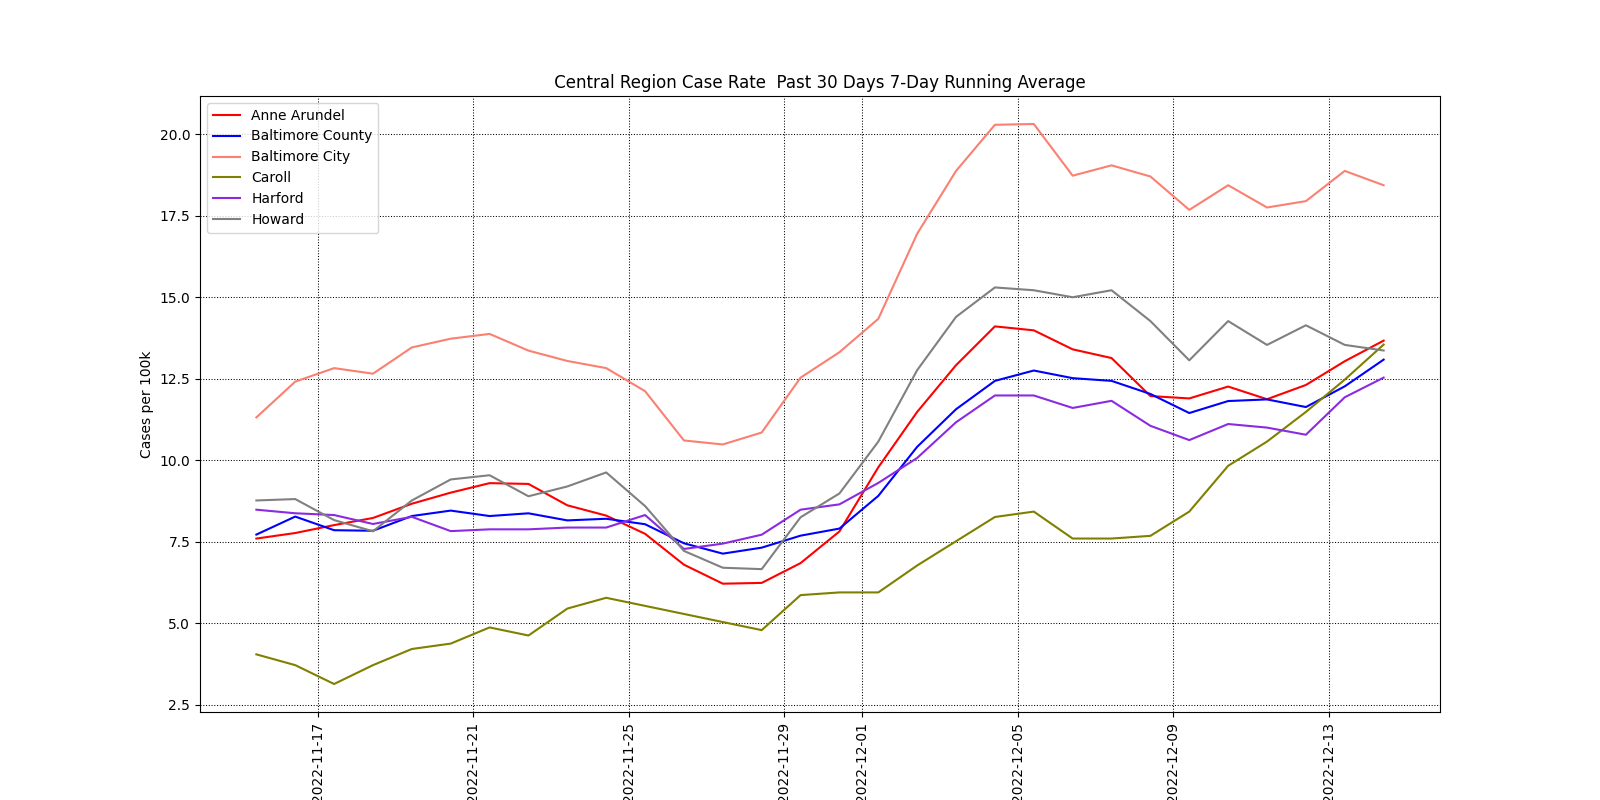 Central Region Case Rate  Past 30 Days 7-Day Running Average
Anne Arundel
Baltimore County
Baltimore City
Caroll
Harford
Howard
20.0
17.5
15.0
12.5
10.0
7.5
5.0
2.5
Cases per 100k
2022-11-17
2022-11-21
2022-11-25
2022-11-29
2022-12-01
2022-12-05
2022-12-09
2022-12-13